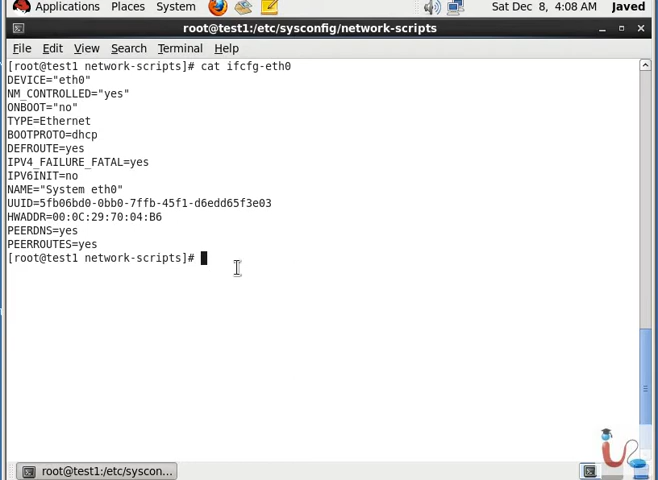 Applications Places System Sat Dec 8, 4:08 AM Javed
root@test1:/etc/sysconfig/network-scripts
File Edit View Search Terminal Help
[root@test1 network-scripts]# cat ifcfg-eth0
DEVICE="eth0"
NM_CONTROLLED="yes"
ONBOOT="no"
TYPE=Ethernet
BOOTPROTO=dhcp
DEFROUTE=yes
IPV4_FAILURE_FATAL=yes
IPV6INIT=no
NAME="System eth0"
UUID=5fb06bd0-0bb0-7ffb-45f1-d6edd65f3e03
HWADDR=00:0C:29:70:04:B6
PEERDNS=yes
PEERROUTES=yes
[root@test1 network-scripts]#
root@test1:/etc/syscon...